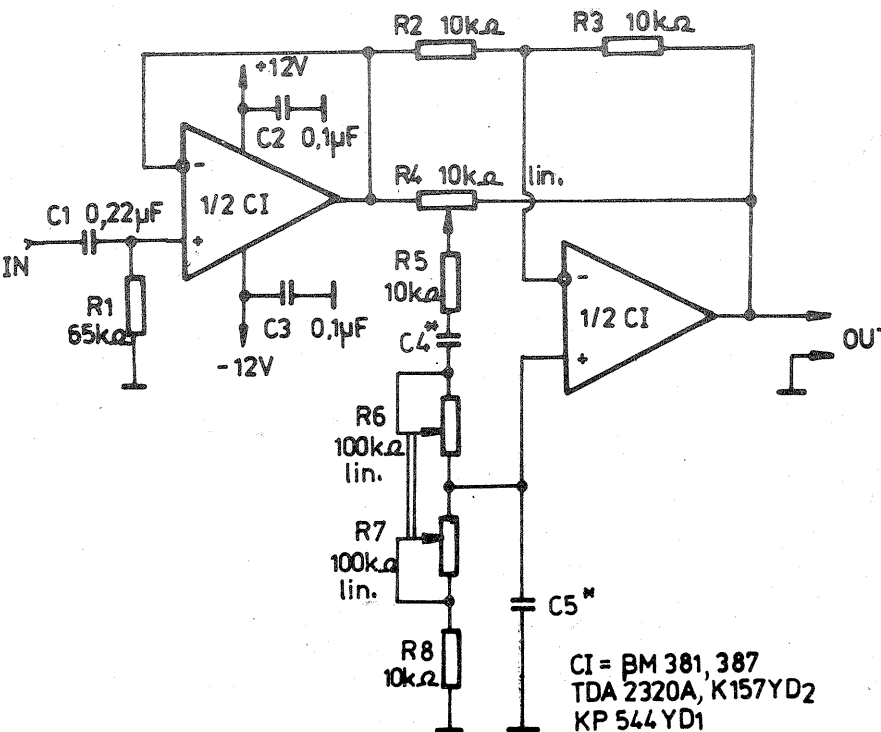 R2 10kΩ
R3 10kΩ
+12V
C2 0,1µF
-
1/2 CI
+
R4 10kΩ lin.
C1 0,22µF
IN
R1
65kΩ
C3 0,1µF
-12V
R5
10kΩ
C4*
-
1/2 CI
+
OUT
R6
100kΩ
lin.
R7
100kΩ
lin.
C5*
R8
10kΩ
CI = βM 381, 387
TDA 2320A, K157YD2
KP 544YD1